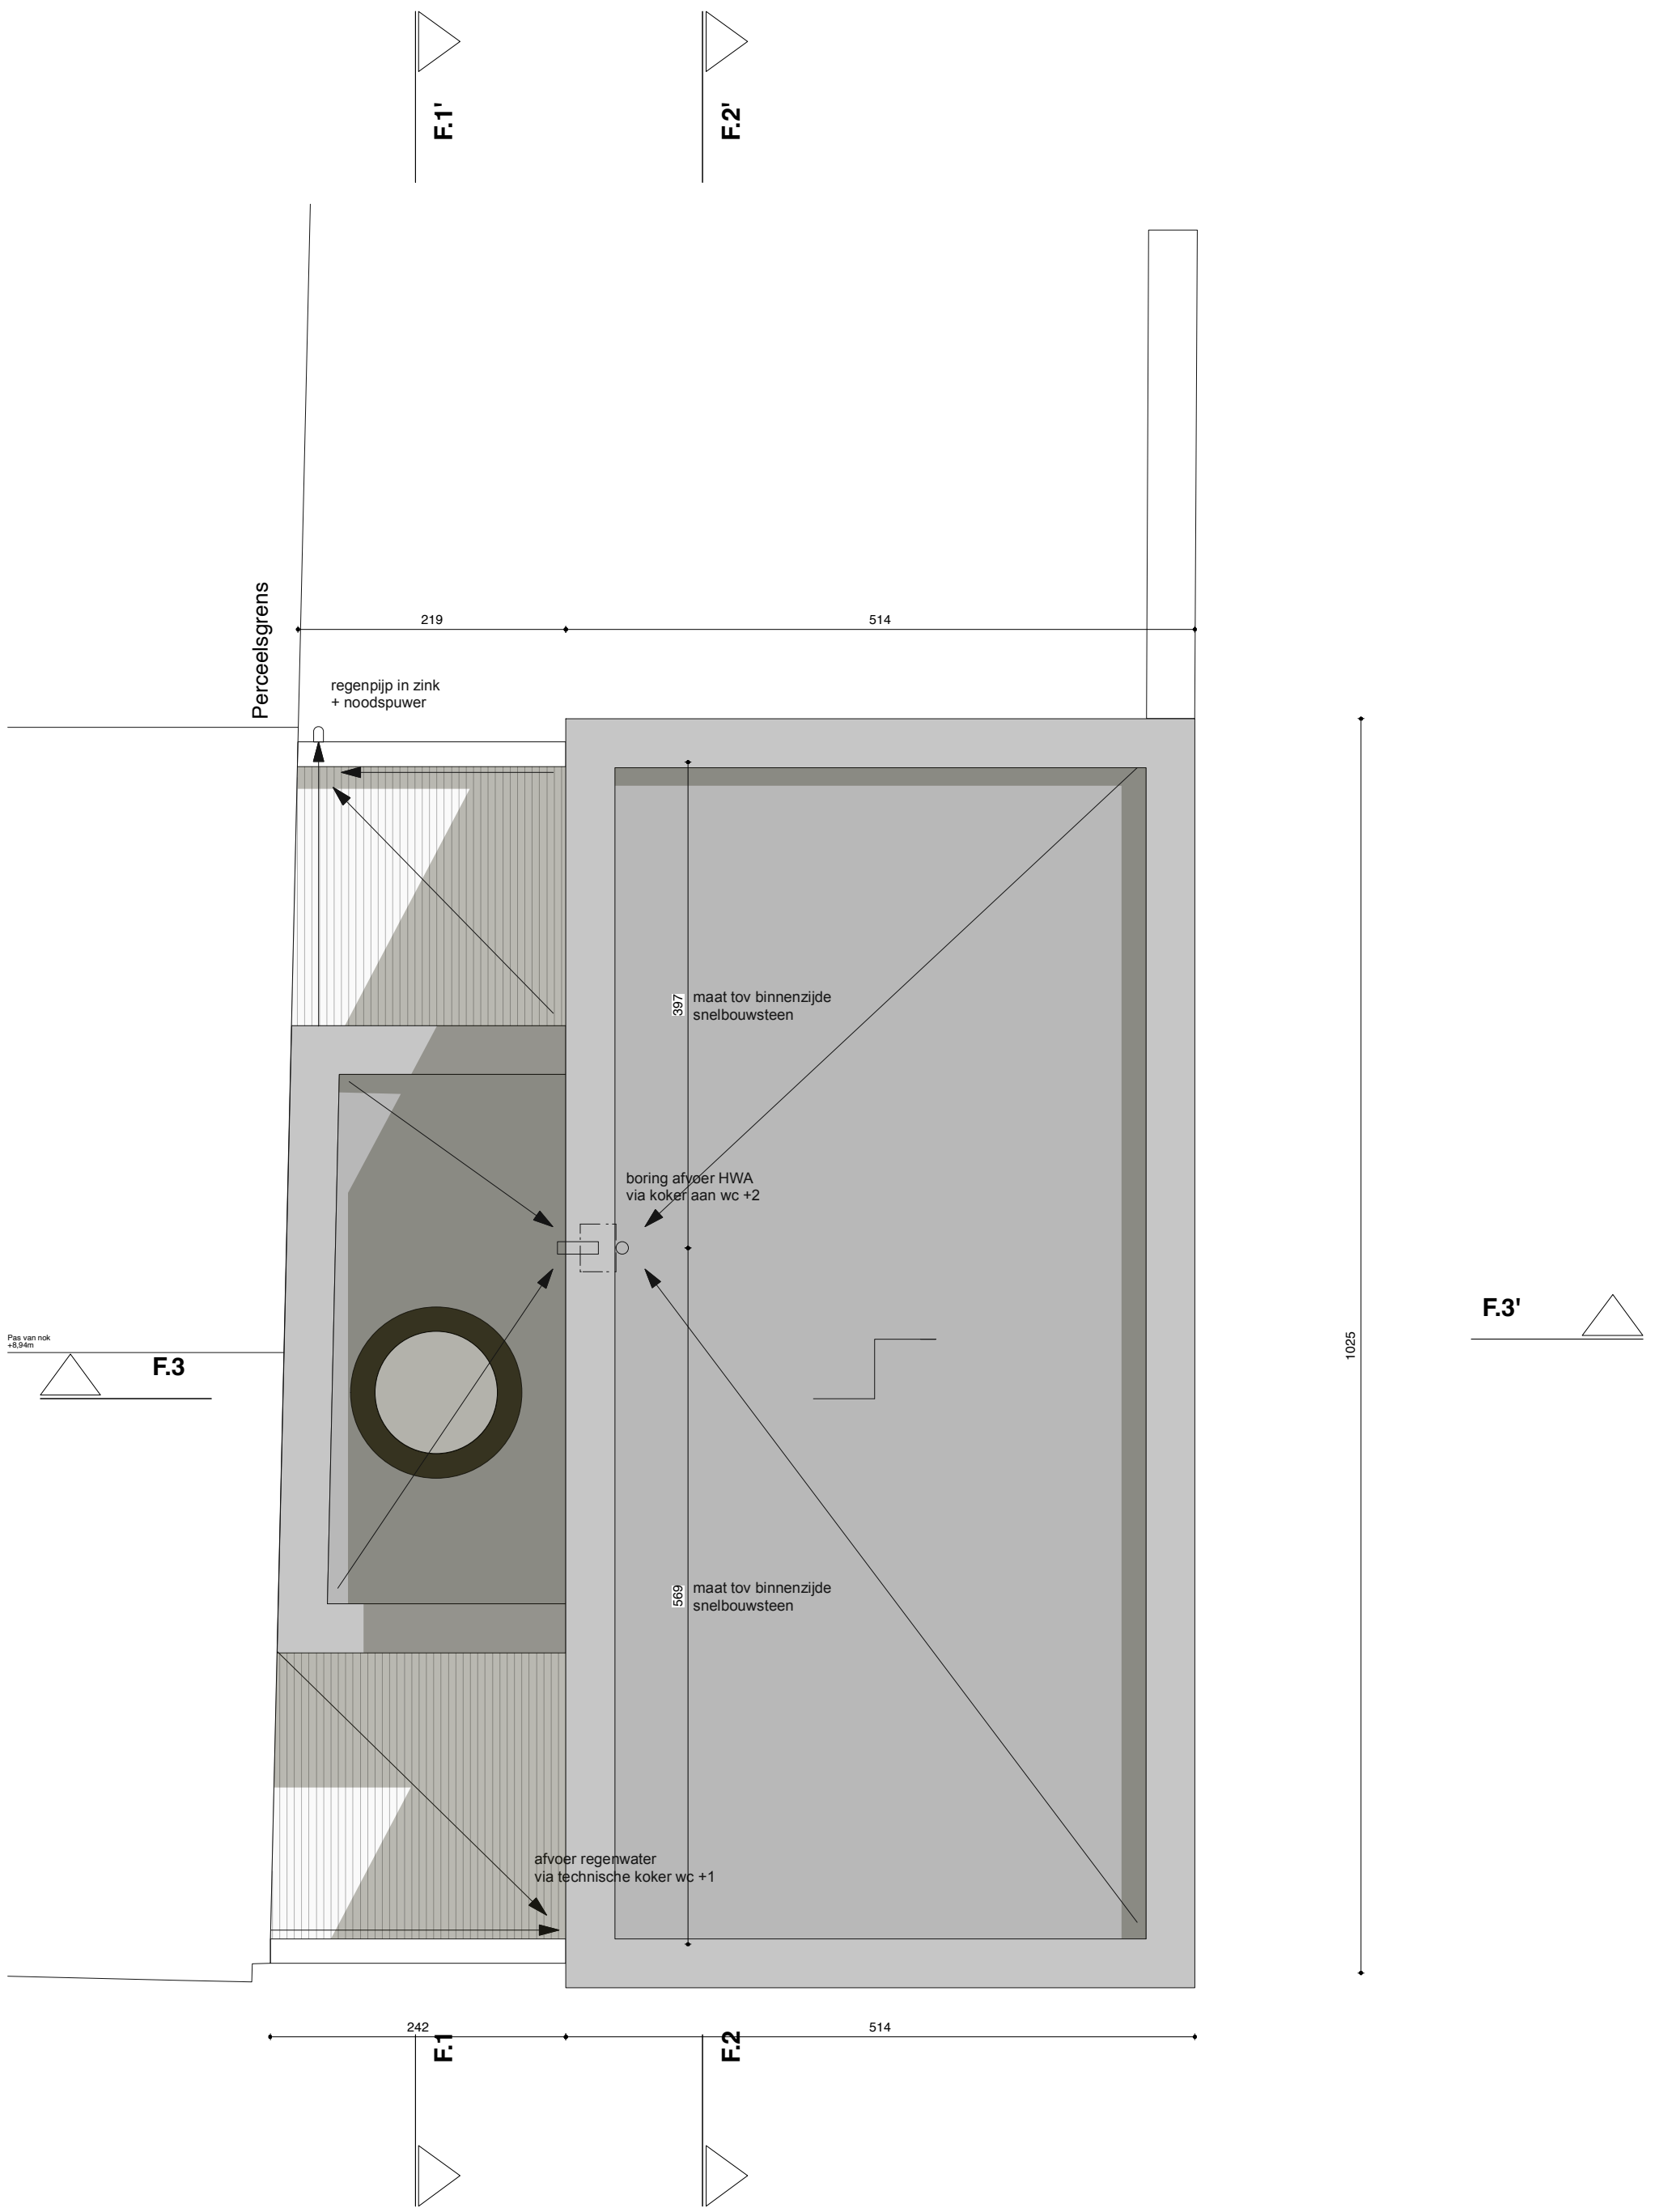 F.1'
F.2'
Perceelsgrens
219
514
regenpijp in zink
+ noodspuwer
397
maat tov binnenzijde
snelbouwsteen
boring afvoer HWA
via koker aan wc +2
F.3'
1025
Pas van nok
+8,94m
F.3
569
maat tov binnenzijde
snelbouwsteen
afvoer regenwater
via technische koker wc +1
242
514
F.1
F.2